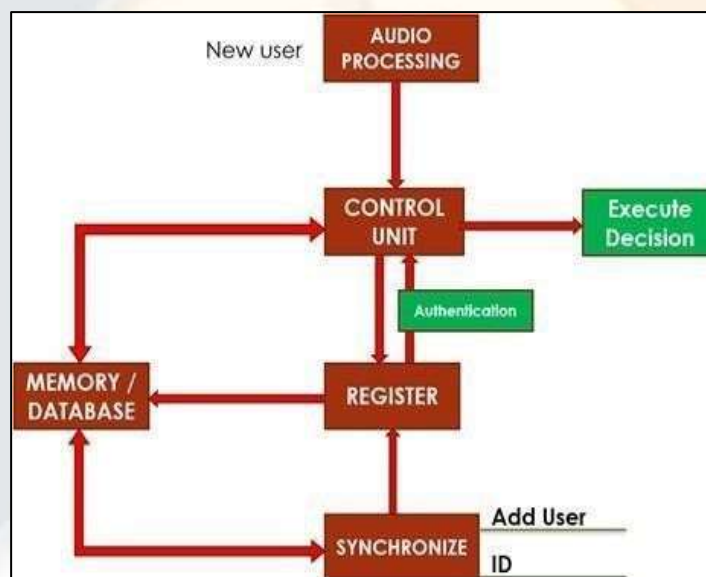 New user
AUDIO
PROCESSING
CONTROL
UNIT
Execute
Decision
Authentication
MEMORY /
DATABASE
REGISTER
SYNCHRONIZE
Add User
ID